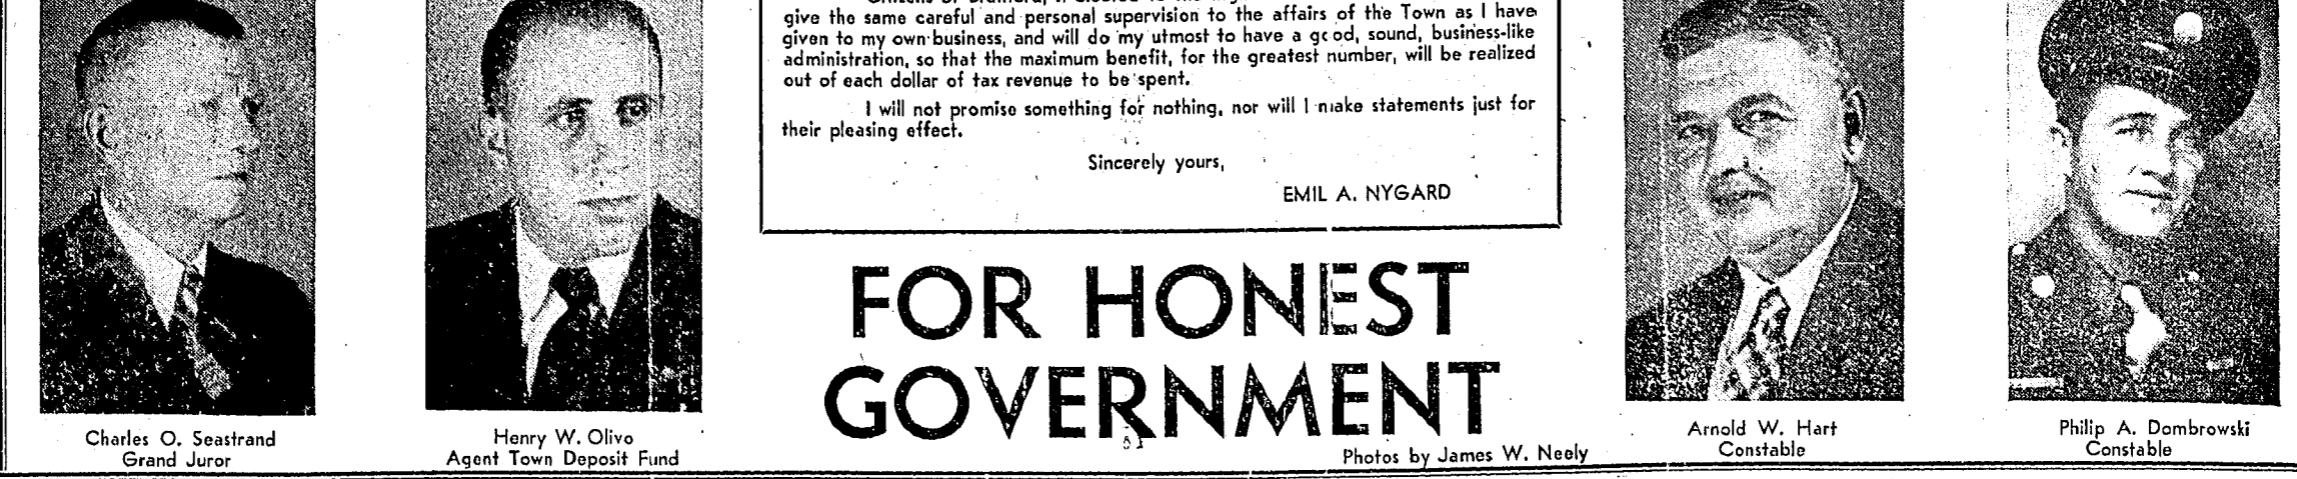 give the same careful and personal supervision to the affairs of the Town as I have
given to my own business, and will do my utmost to have a good, sound, business-like
administration, so that the maximum benefit, for the greatest number, will be realized
out of each dollar of tax revenue to be spent.
I will not promise something for nothing, nor will I make statements just for
their pleasing effect.
Sincerely yours,
EMIL A. NYGARD
FOR HONEST
GOVERNMENT
Charles O. Seastrand
Grand Juror
Henry W. Olivo
Agent Town Deposit Fund
Photos by James W. Neely
Arnold W. Hart
Constable
Philip A. Dombrowski
Constable